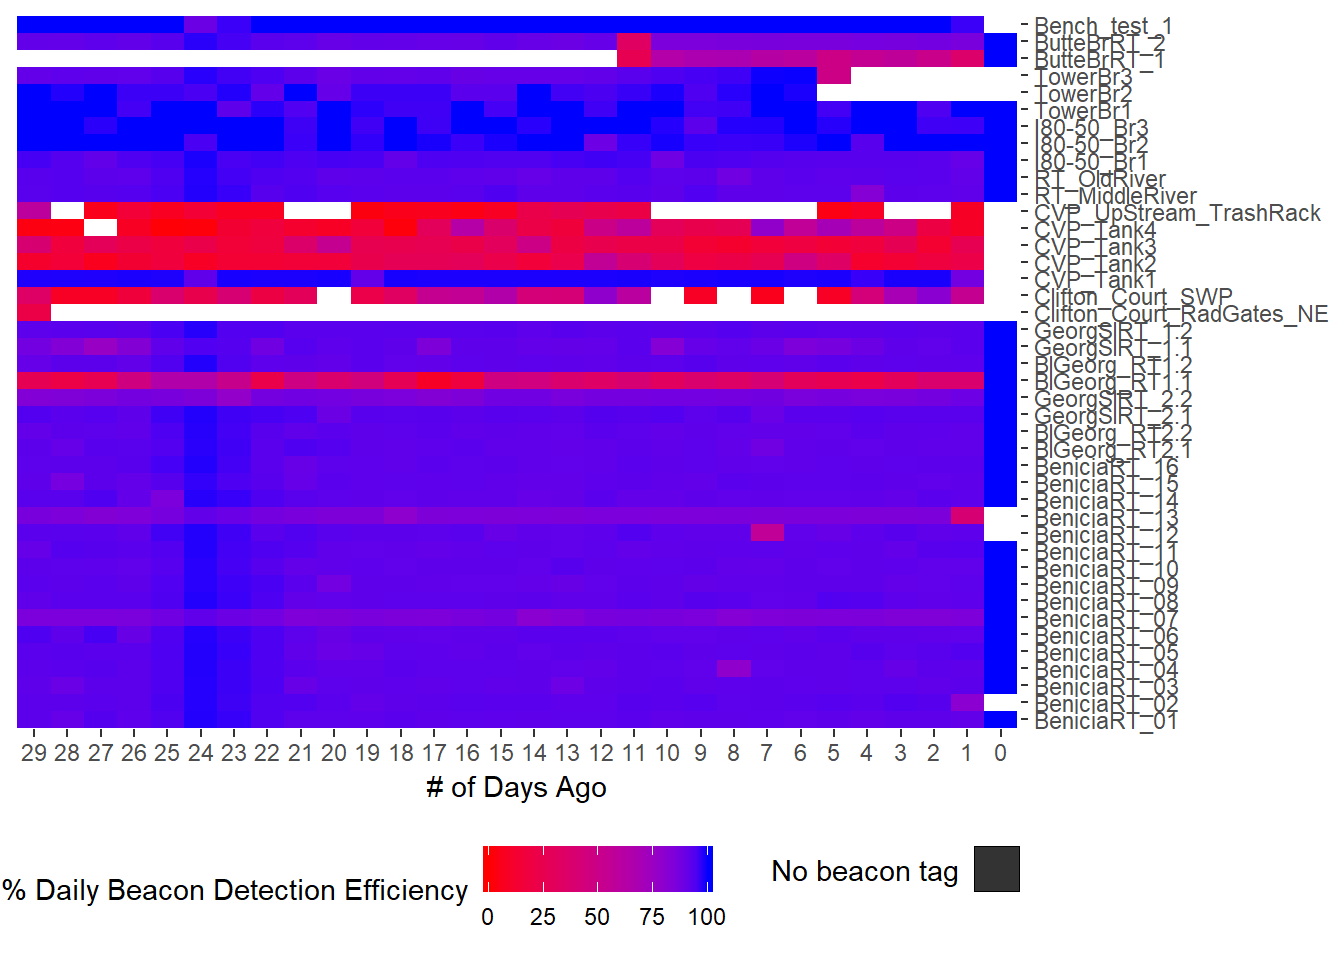 Bench_test_1
ButteBrRT_2
ButteBrRT_1
TowerBr3
TowerBr2
TowerBr1
I80-50_Br3
I80-50_Br2
I80-50_Br1
RT_OldRiver
RT_MiddleRiver
CVP_UpStream_TrashRack
CVP_Tank4
CVP_Tank3
CVP_Tank2
CVP_Tank1
Clifton_Court_SWP
Clifton_Court_RadGates_NE
GeorgSlRT_1.2
GeorgSlRT_1.1
BlGeorg_RT1.2
BlGeorg_RT1.1
GeorgSlRT_2.2
GeorgSlRT_2.1
BlGeorg_RT2.2
BlGeorg_RT2.1
BeniciaRT_16
BeniciaRT_15
BeniciaRT_14
BeniciaRT_13
BeniciaRT_12
BeniciaRT_11
BeniciaRT_10
BeniciaRT_09
BeniciaRT_08
BeniciaRT_07
BeniciaRT_06
BeniciaRT_05
BeniciaRT_04
BeniciaRT_03
BeniciaRT_02
BeniciaRT_01
29 28 27 26 25 24 23 22 21 20 19 18 17 16 15 14 13 12 11 10 9 8 7 6 5 4 3 2 1 0
# of Days Ago
% Daily Beacon Detection Efficiency
0 25 50 75 100
No beacon tag